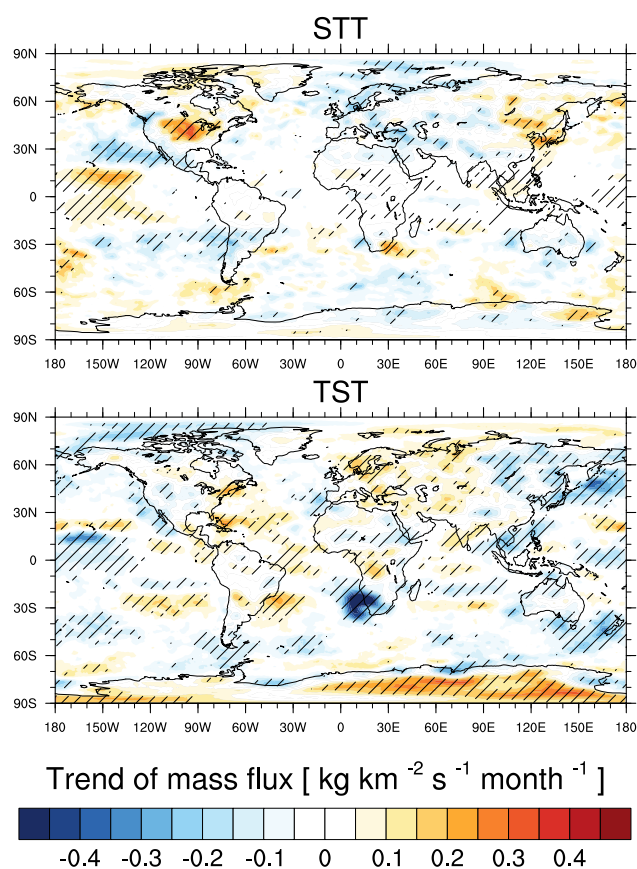 STT
90N
60N
30N
0
30S
60S
90S
180 150W 120W 90W 60W 30W 0 30E 60E 90E 120E 150E 180
TST
90N
60N
30N
0
30S
60S
90S
180 150W 120W 90W 60W 30W 0 30E 60E 90E 120E 150E 180
Trend of mass flux [ kg km -2 s -1 month -1 ]
-0.4 -0.3 -0.2 -0.1 0 0.1 0.2 0.3 0.4